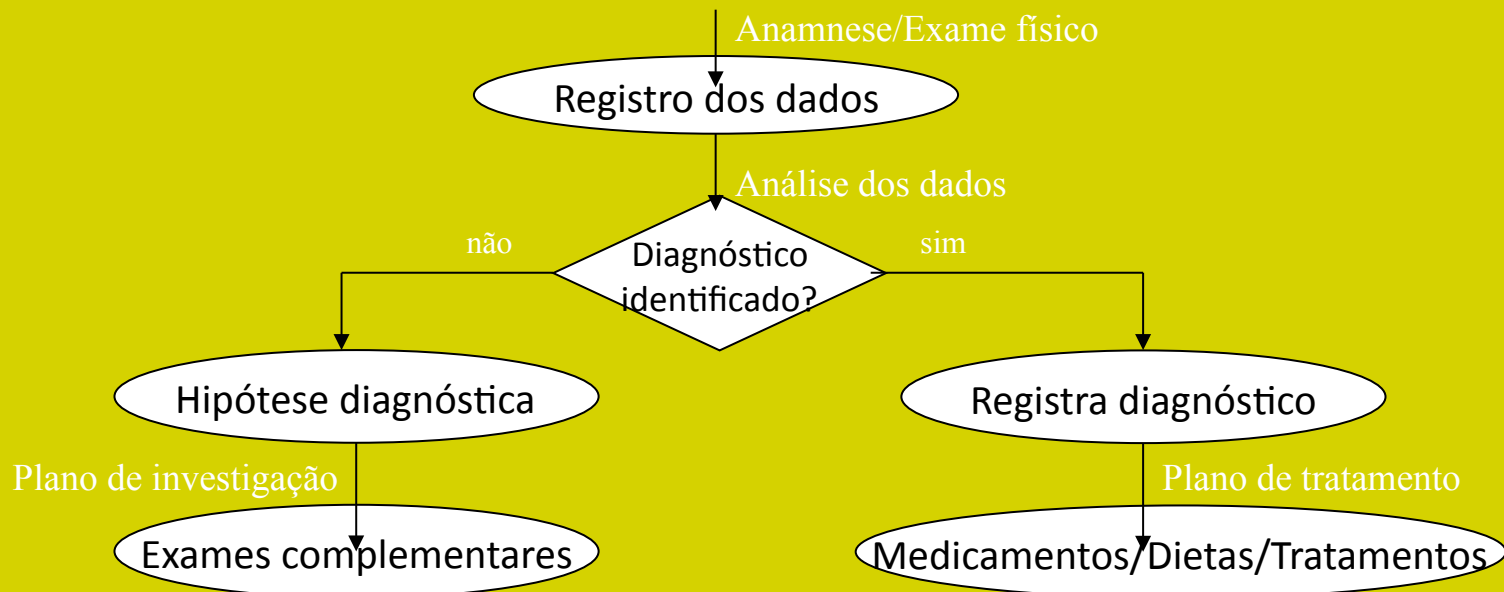 Anamnese/Exame físico
Registro dos dados
Análise dos dados
não
sim
Diagnóstico
identificado?
Hipótese diagnóstica
Registra diagnóstico
Plano de investigação
Plano de tratamento
Exames complementares
Medicamentos/Dietas/Tratamentos